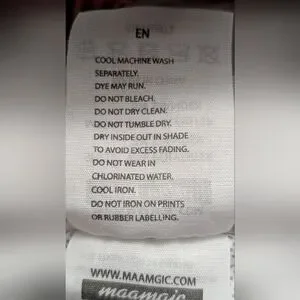 EN
COOL MACHINE WASH
SEPARATELY.
DYE MAY RUN.
DO NOT BLEACH.
DO NOT DRY CLEAN.
DO NOT TUMBLE DRY.
DRY INSIDE OUT IN SHADE
TO AVOID EXCESS FADING.
DO NOT WEAR IN
CHLORINATED WATER.
COOL IRON.
DO NOT IRON ON PRINTS
OR RUBBER LABELLING.
WWW.MAAMGIC.COM
maamgic